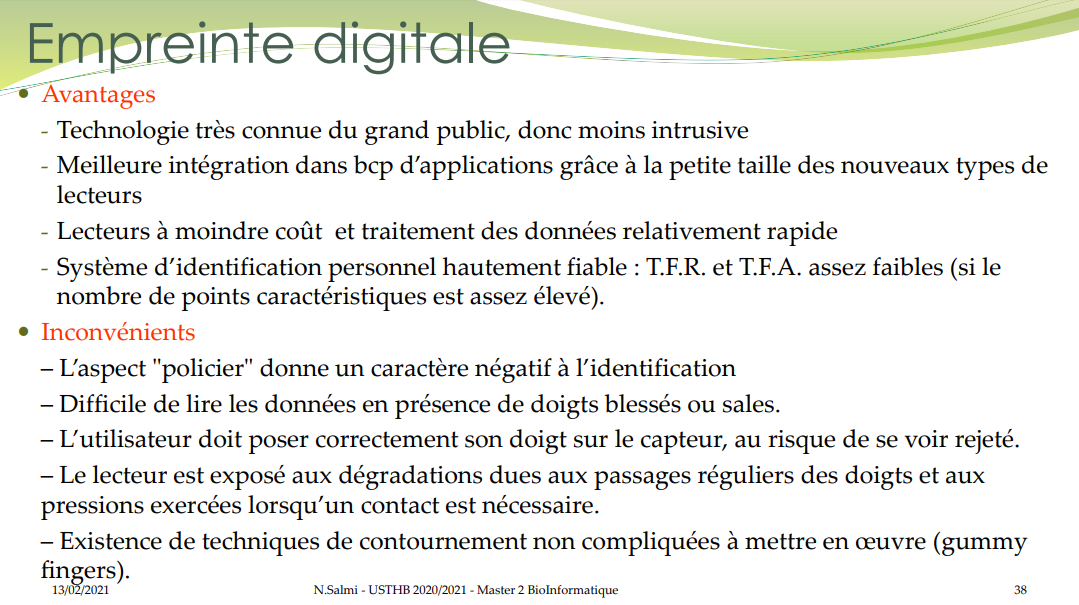 Empreinte digitale
• Avantages
- Technologie très connue du grand public, donc moins intrusive
- Meilleure intégration dans bcp d’applications grâce à la petite taille des nouveaux types de
lecteurs
- Lecteurs à moindre coût et traitement des données relativement rapide
- Système d’identification personnel hautement fiable : T.F.R. et T.F.A. assez faibles (si le
nombre de points caractéristiques est assez élevé).
• Inconvénients
– L’aspect "policier" donne un caractère négatif à l’identification
– Difficile de lire les données en présence de doigts blessés ou sales.
– L’utilisateur doit poser correctement son doigt sur le capteur, au risque de se voir rejeté.
– Le lecteur est exposé aux dégradations dues aux passages réguliers des doigts et aux
pressions exercées lorsqu’un contact est nécessaire.
– Existence de techniques de contournement non compliquées à mettre en œuvre (gummy
fingers).
13/02/2021 N.Salmi - USTHB 2020/2021 - Master 2 BioInformatique 38